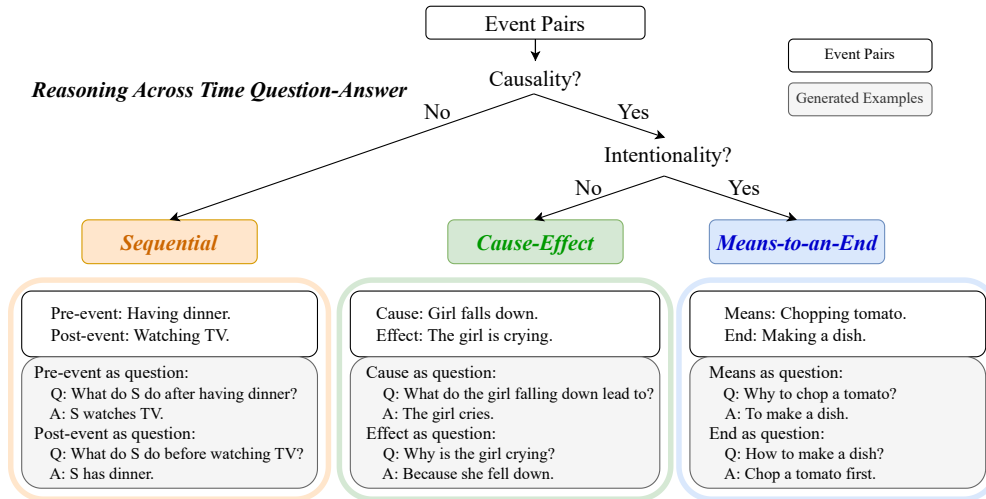 Event Pairs
Event Pairs
Causality?
Reasoning Across Time Question-Answer
Generated Examples
No
Yes
Intentionality?
No
Yes
Sequential
Cause-Effect
Means-to-an-End
Pre-event: Having dinner.
Post-event: Watching TV.
Pre-event as question:
Q: What do S do after having dinner?
A: S watches TV.
Post-event as question:
Q: What do S do before watching TV?
A: S has dinner.
Cause: Girl falls down.
Effect: The girl is crying.
Cause as question:
Q: What do the girl falling down lead to?
A: The girl cries.
Effect as question:
Q: Why is the girl crying?
A: Because she fell down.
Means: Chopping tomato.
End: Making a dish.
Means as question:
Q: Why to chop a tomato?
A: To make a dish.
End as question:
Q: How to make a dish?
A: Chop a tomato first.